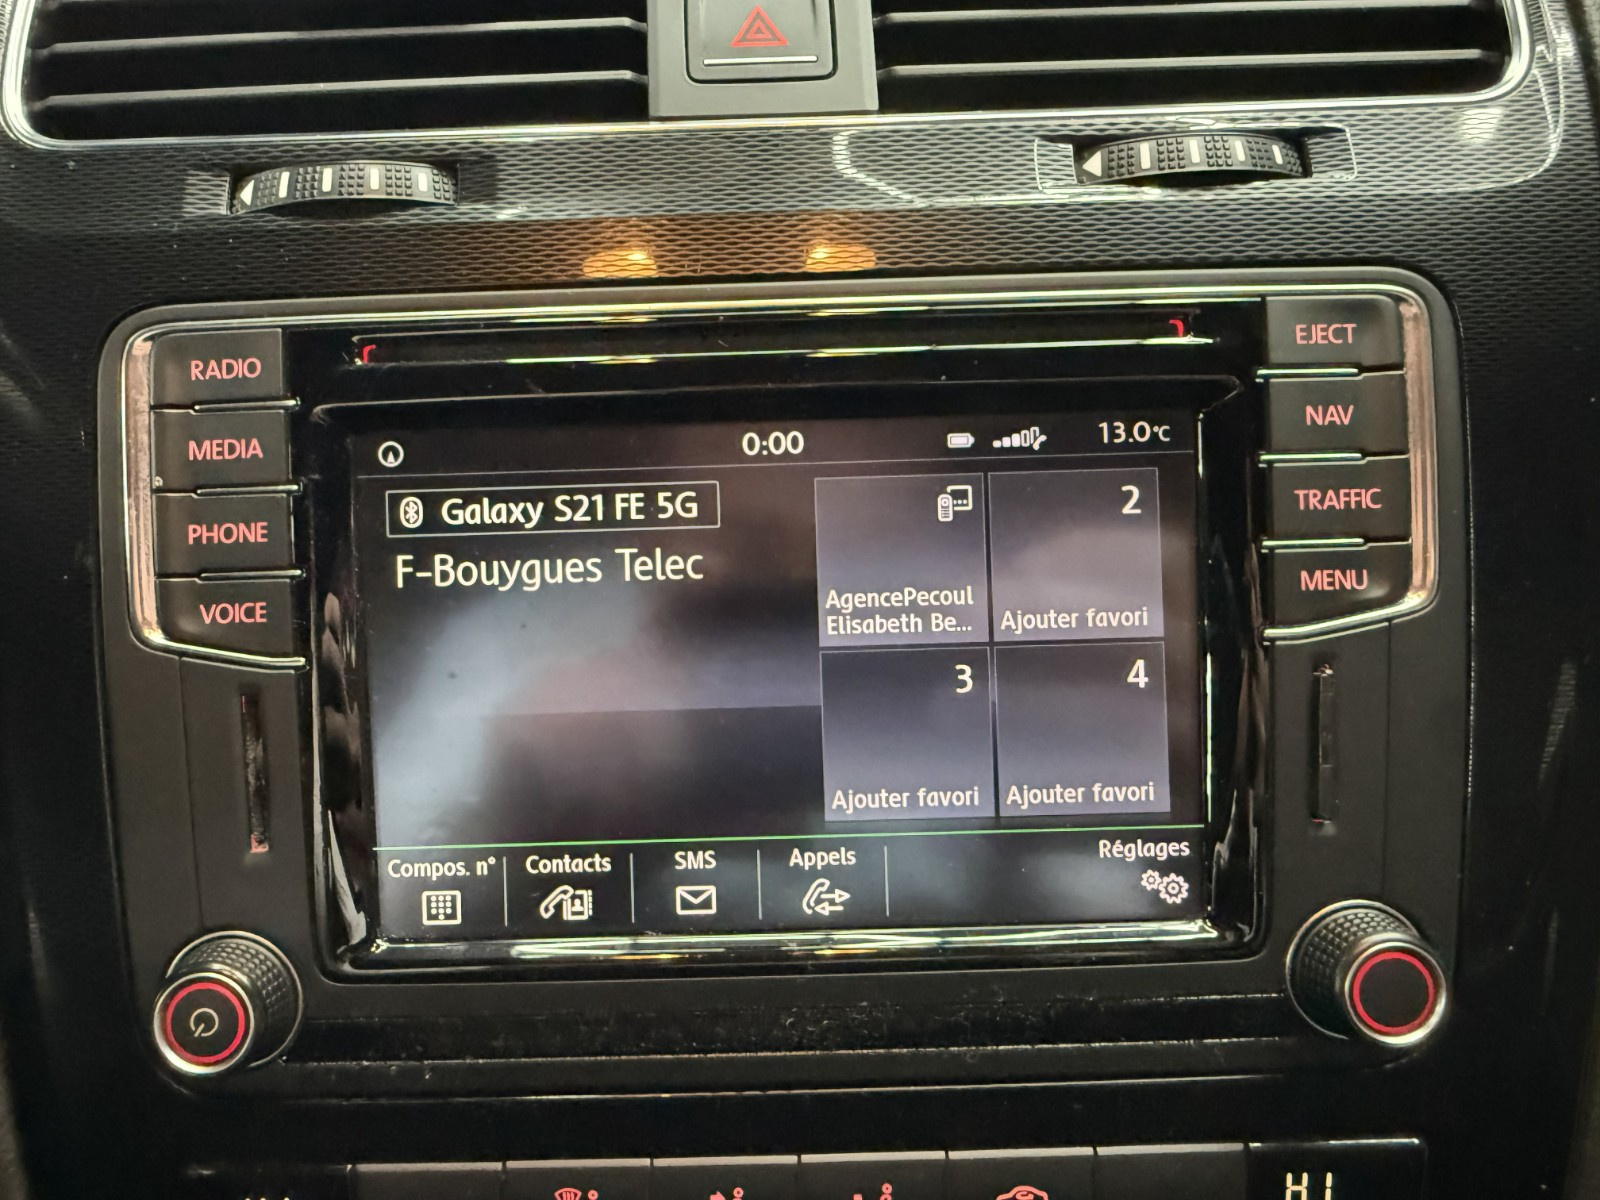 RADIO
MEDIA
PHONE
VOICE
EJECT
NAV
TRAFFIC
MENU
0:00
13.0°C
Galaxy S21 FE 5G
F-Bouygues Telec
AgencePecoul
Elisabeth Be...
2
Ajouter favori
3
Ajouter favori
4
Ajouter favori
Compos. n°
Contacts
SMS
Appels
Réglages
HI